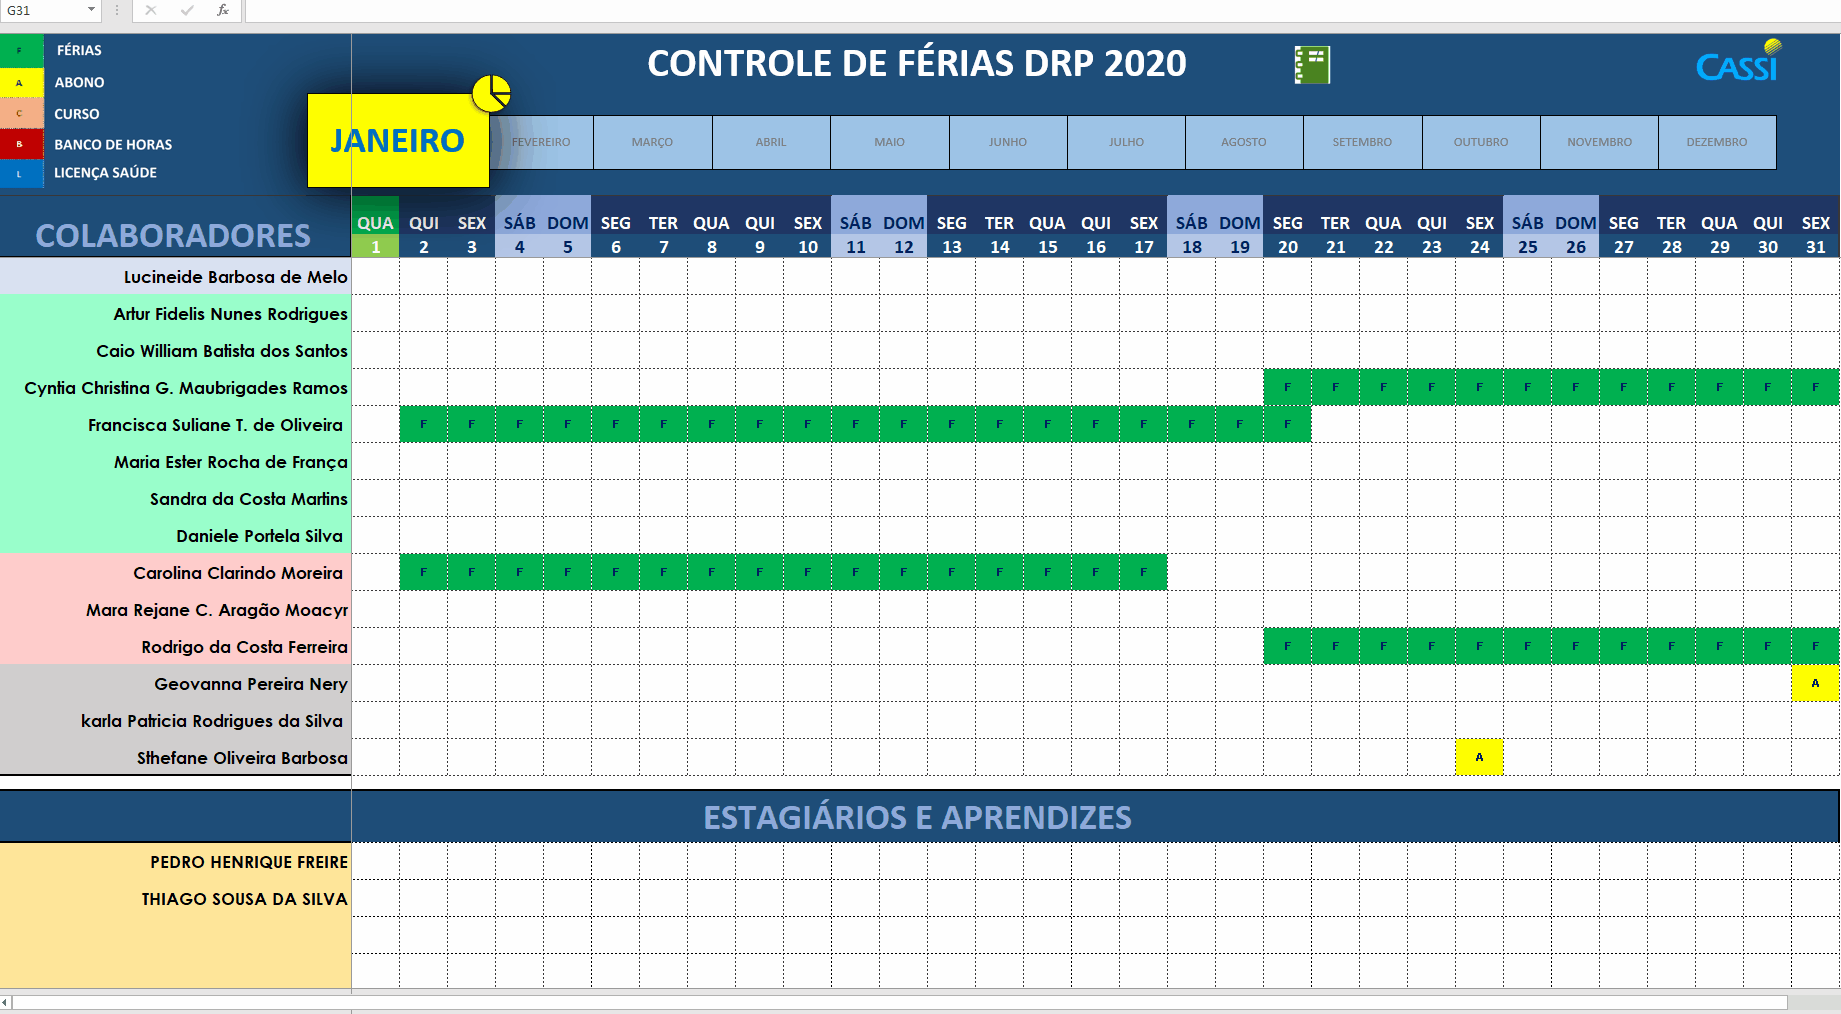 G31
fx
F FÉRIAS
A ABONO
C CURSO
B BANCO DE HORAS
L LICENÇA SAÚDE
CONTROLE DE FÉRIAS DRP 2020
CASSI
JANEIRO FEVEREIRO MARÇO ABRIL MAIO JUNHO JULHO AGOSTO SETEMBRO OUTUBRO NOVEMBRO DEZEMBRO
COLABORADORES
QUA QUI SEX SÁB DOM SEG TER QUA QUI SEX SÁB DOM SEG TER QUA QUI SEX SÁB DOM SEG TER QUA QUI SEX SÁB DOM SEG TER QUA QUI SEX
1 2 3 4 5 6 7 8 9 10 11 12 13 14 15 16 17 18 19 20 21 22 23 24 25 26 27 28 29 30 31
Lucineide Barbosa de Melo
Artur Fidelis Nunes Rodrigues
Caio William Batista dos Santos
Cyntia Christina G. Maubrigades Ramos F F F F F F F F F F F F
Francisca Suliane T. de Oliveira F F F F F F F F F F F F F F F F F F F
Maria Ester Rocha de França
Sandra da Costa Martins
Daniele Portela Silva
Carolina Clarindo Moreira F F F F F F F F F F F F F F F F
Mara Rejane C. Aragão Moacyr
Rodrigo da Costa Ferreira F F F F F F F F F F F F
Geovanna Pereira Nery A
karla Patricia Rodrigues da Silva
Sthefane Oliveira Barbosa A
ESTAGIÁRIOS E APRENDIZES
PEDRO HENRIQUE FREIRE
THIAGO SOUSA DA SILVA